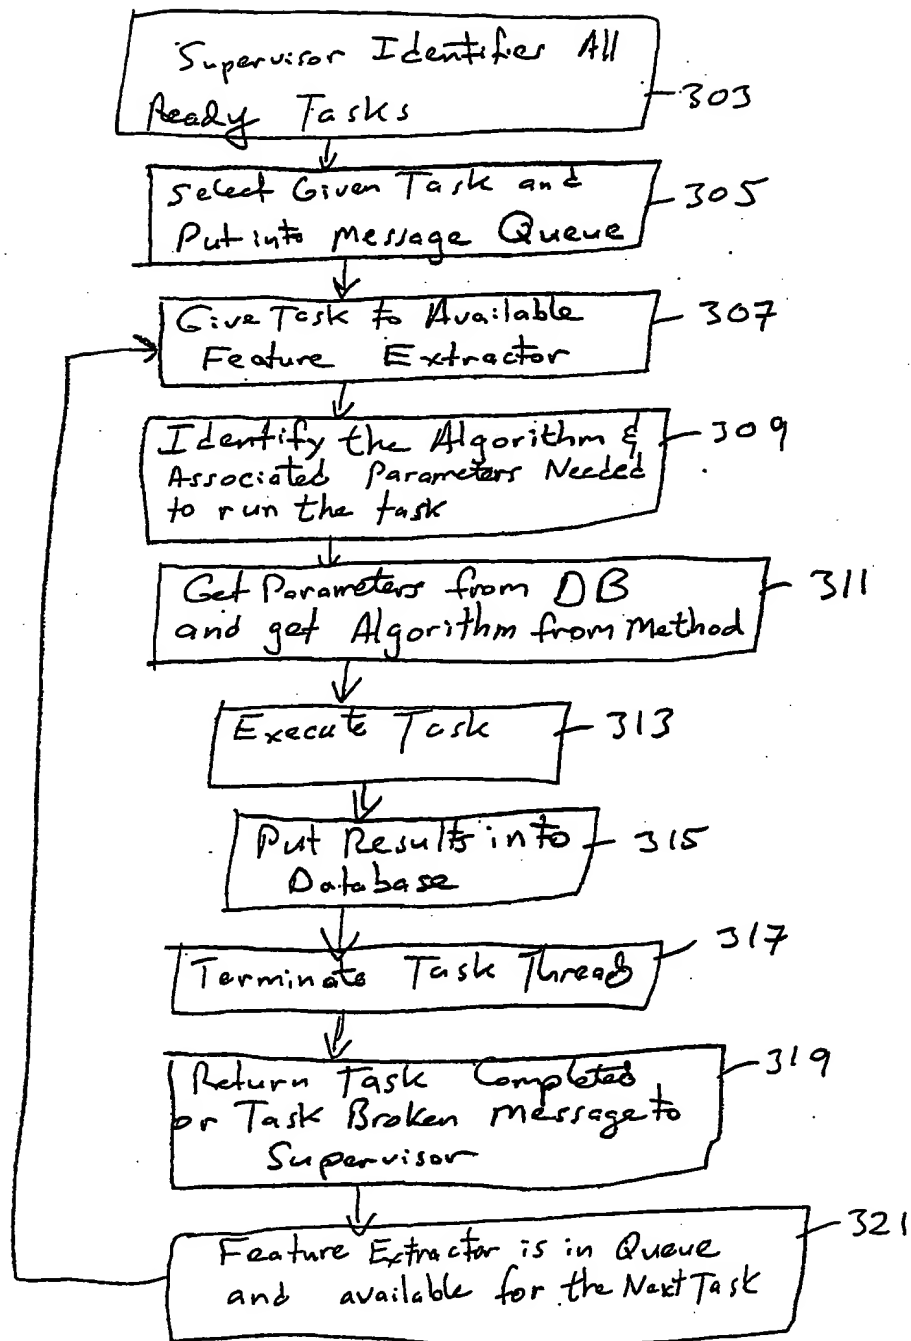 Supervisor Identifies All
Ready Tasks
303
Select Given Task and
Put into Message Queue
305
Give Task to Available
Feature Extractor
307
Identify the Algorithm &
Associated Parameters Needed
to run the task
309
Get Parameters from DB
and get Algorithm from Method
311
Execute Task
313
Put Results into
Database
315
Terminate Task Thread
317
Return Task Completed
or Task Broken Message to
Supervisor
319
Feature Extractor is in Queue
and available for the Next Task
321